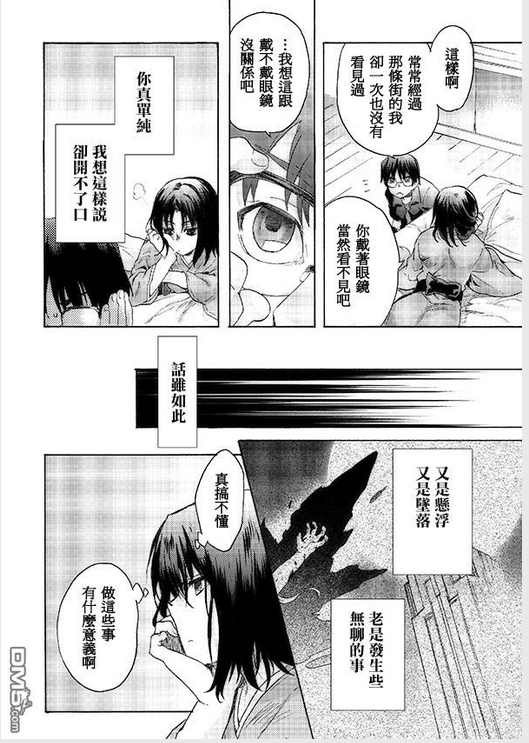 這樣啊
常常經過
那條街的我
卻一次也沒有
看見過
你戴著眼鏡
當然看不見吧
…我想這跟
戴不戴眼鏡
沒關係吧
你真單純
我想這樣說
卻開不了口
話雖如此
又是懸浮
又是墜落
老是發生些
無聊的事
真搞不懂
做這些事
有什麼意義啊
DM5.com